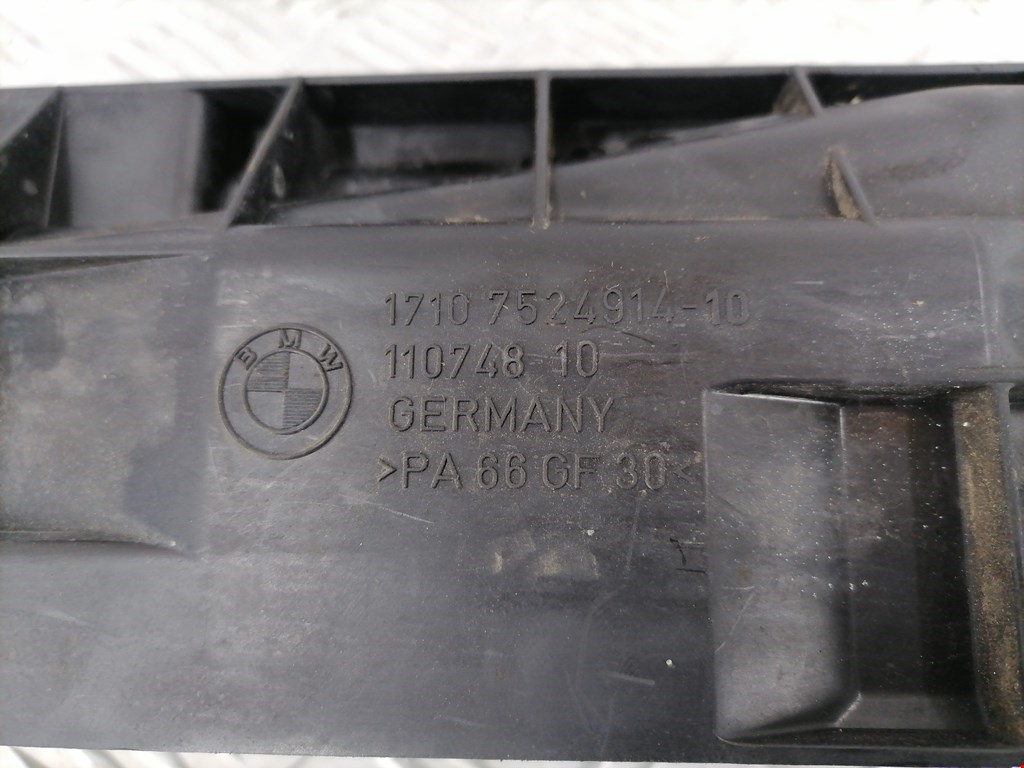 BMW
1710 7524914-10
110748 10
GERMANY
>PA 66 GF 30<